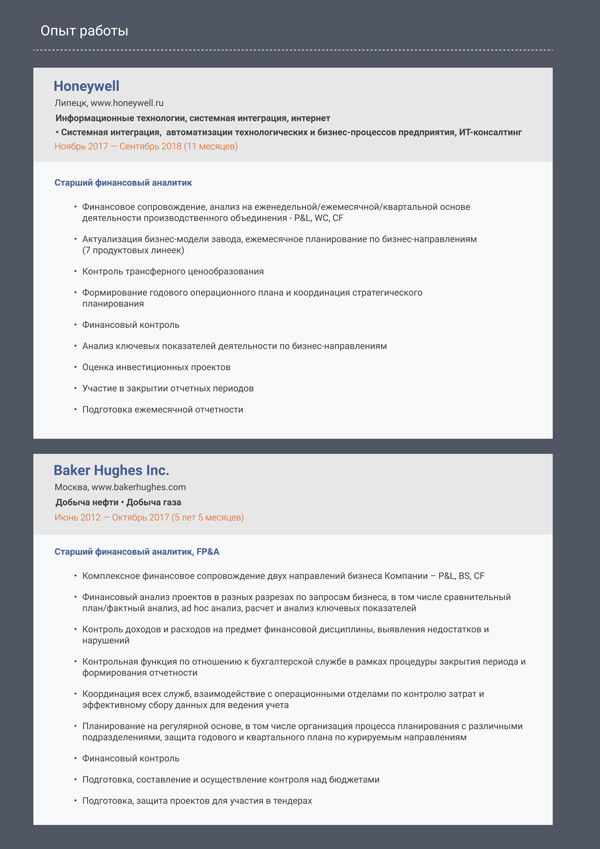 Опыт работы
Honeywell
Липецк, www.honeywell.ru
Информационные технологии, системная интеграция, интернет
• Системная интеграция, автоматизации технологических и бизнес-процессов предприятия, ИТ-консалтинг
Ноябрь 2017 — Сентябрь 2018 (11 месяцев)
Старший финансовый аналитик
• Финансовое сопровождение, анализ на еженедельной/ежемесячной/квартальной основе
деятельности производственного объединения - P&L, WC, CF
• Актуализация бизнес-модели завода, ежемесячное планирование по бизнес-направлениям
(7 продуктовых линеек)
• Контроль трансферного ценообразования
• Формирование годового операционного плана и координация стратегического
планирования
• Финансовый контроль
• Анализ ключевых показателей деятельности по бизнес-направлениям
• Оценка инвестиционных проектов
• Участие в закрытии отчетных периодов
• Подготовка ежемесячной отчетности
Baker Hughes Inc.
Москва, www.bakerhughes.com
Добыча нефти • Добыча газа
Июнь 2012 — Октябрь 2017 (5 лет 5 месяцев)
Старший финансовый аналитик, FP&A
• Комплексное финансовое сопровождение двух направлений бизнеса Компании – P&L, BS, CF
• Финансовый анализ проектов в разных разрезах по запросам бизнеса, в том числе сравнительный
план/фактный анализ, ad hoc анализ, расчет и анализ ключевых показателей
• Контроль доходов и расходов на предмет финансовой дисциплины, выявления недостатков и
нарушений
• Контрольная функция по отношению к бухгалтерской службе в рамках процедуры закрытия периода и
формирования отчетности
• Координация всех служб, взаимодействие с операционными отделами по контролю затрат и
эффективному сбору данных для ведения учета
• Планирование на регулярной основе, в том числе организация процесса планирования с различными
подразделениями, защита годового и квартального плана по курируемым направлениям
• Финансовый контроль
• Подготовка, составление и осуществление контроля над бюджетами
• Подготовка, защита проектов для участия в тендерах